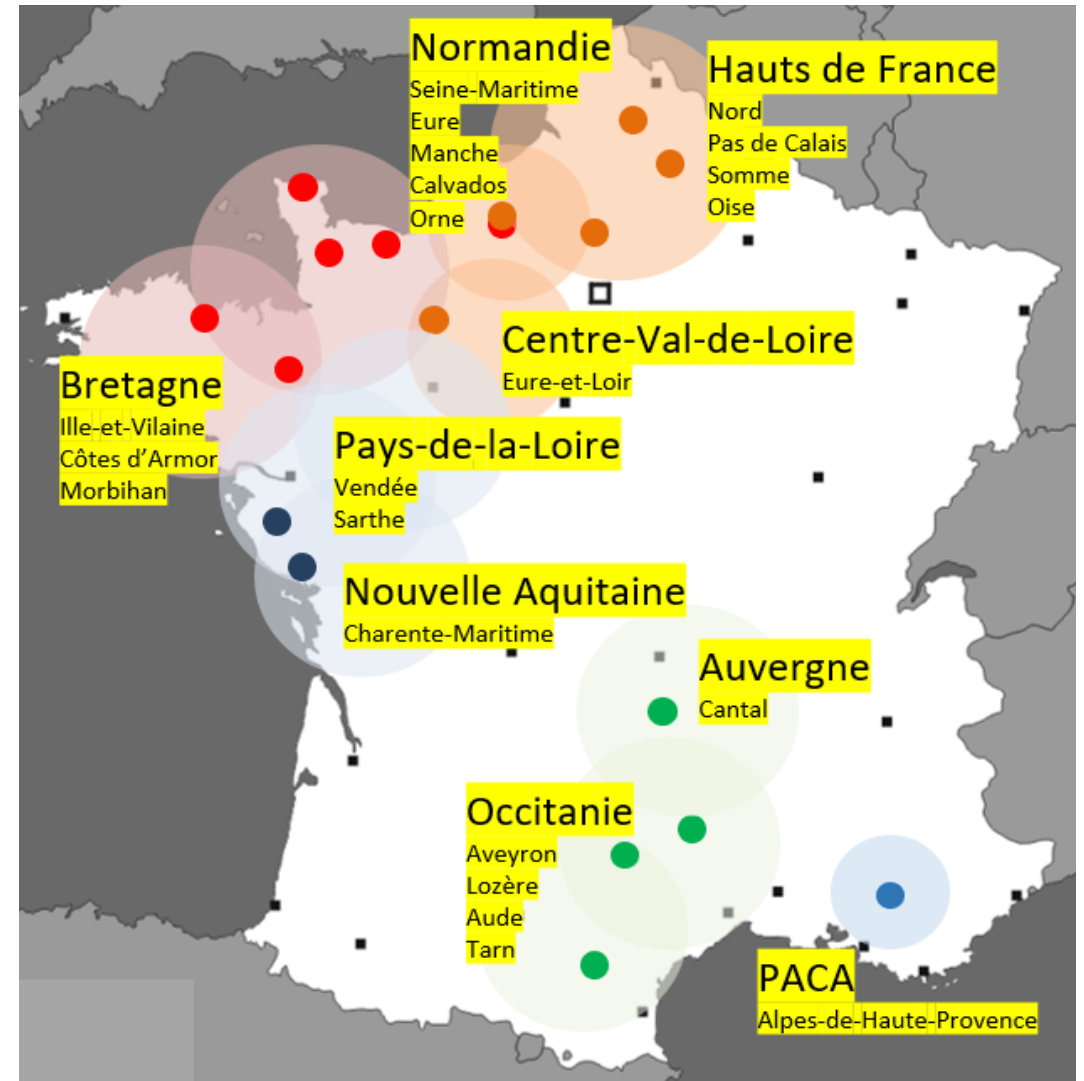 Normandie
Seine-Maritime
Eure
Manche
Calvados
Orne
Hauts de France
Nord
Pas de Calais
Somme
Oise
Centre-Val-de-Loire
Eure-et-Loir
Bretagne
Ille-et-Vilaine
Côtes d’Armor
Morbihan
Pays-de-la-Loire
Vendée
Sarthe
Nouvelle Aquitaine
Charente-Maritime
Auvergne
Cantal
Occitanie
Aveyron
Lozère
Aude
Tarn
PACA
Alpes-de-Haute-Provence